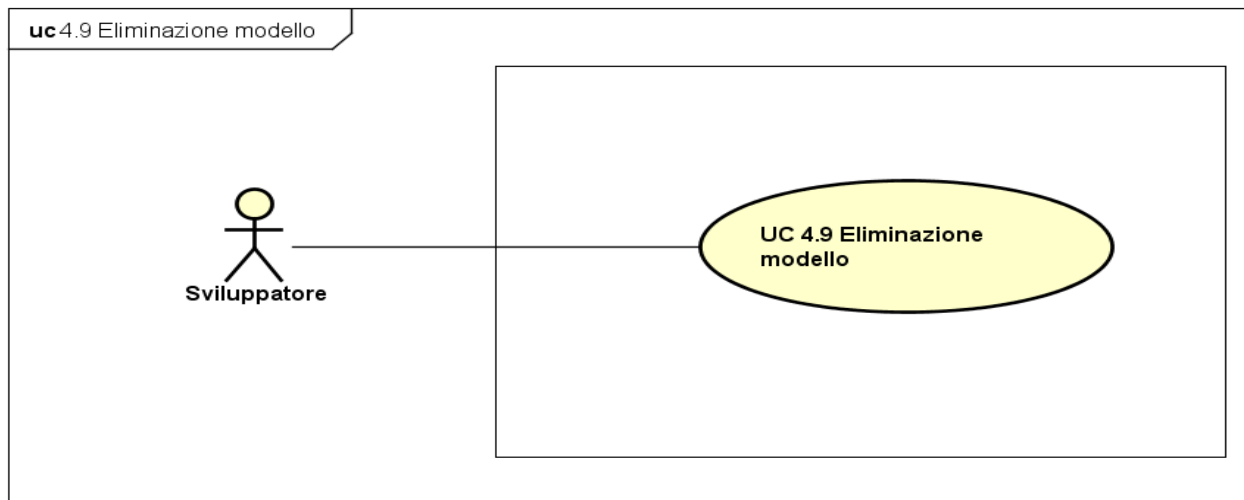 uc 4.9 Eliminazione modello
UC 4.9 Eliminazione
modello
Sviluppatore